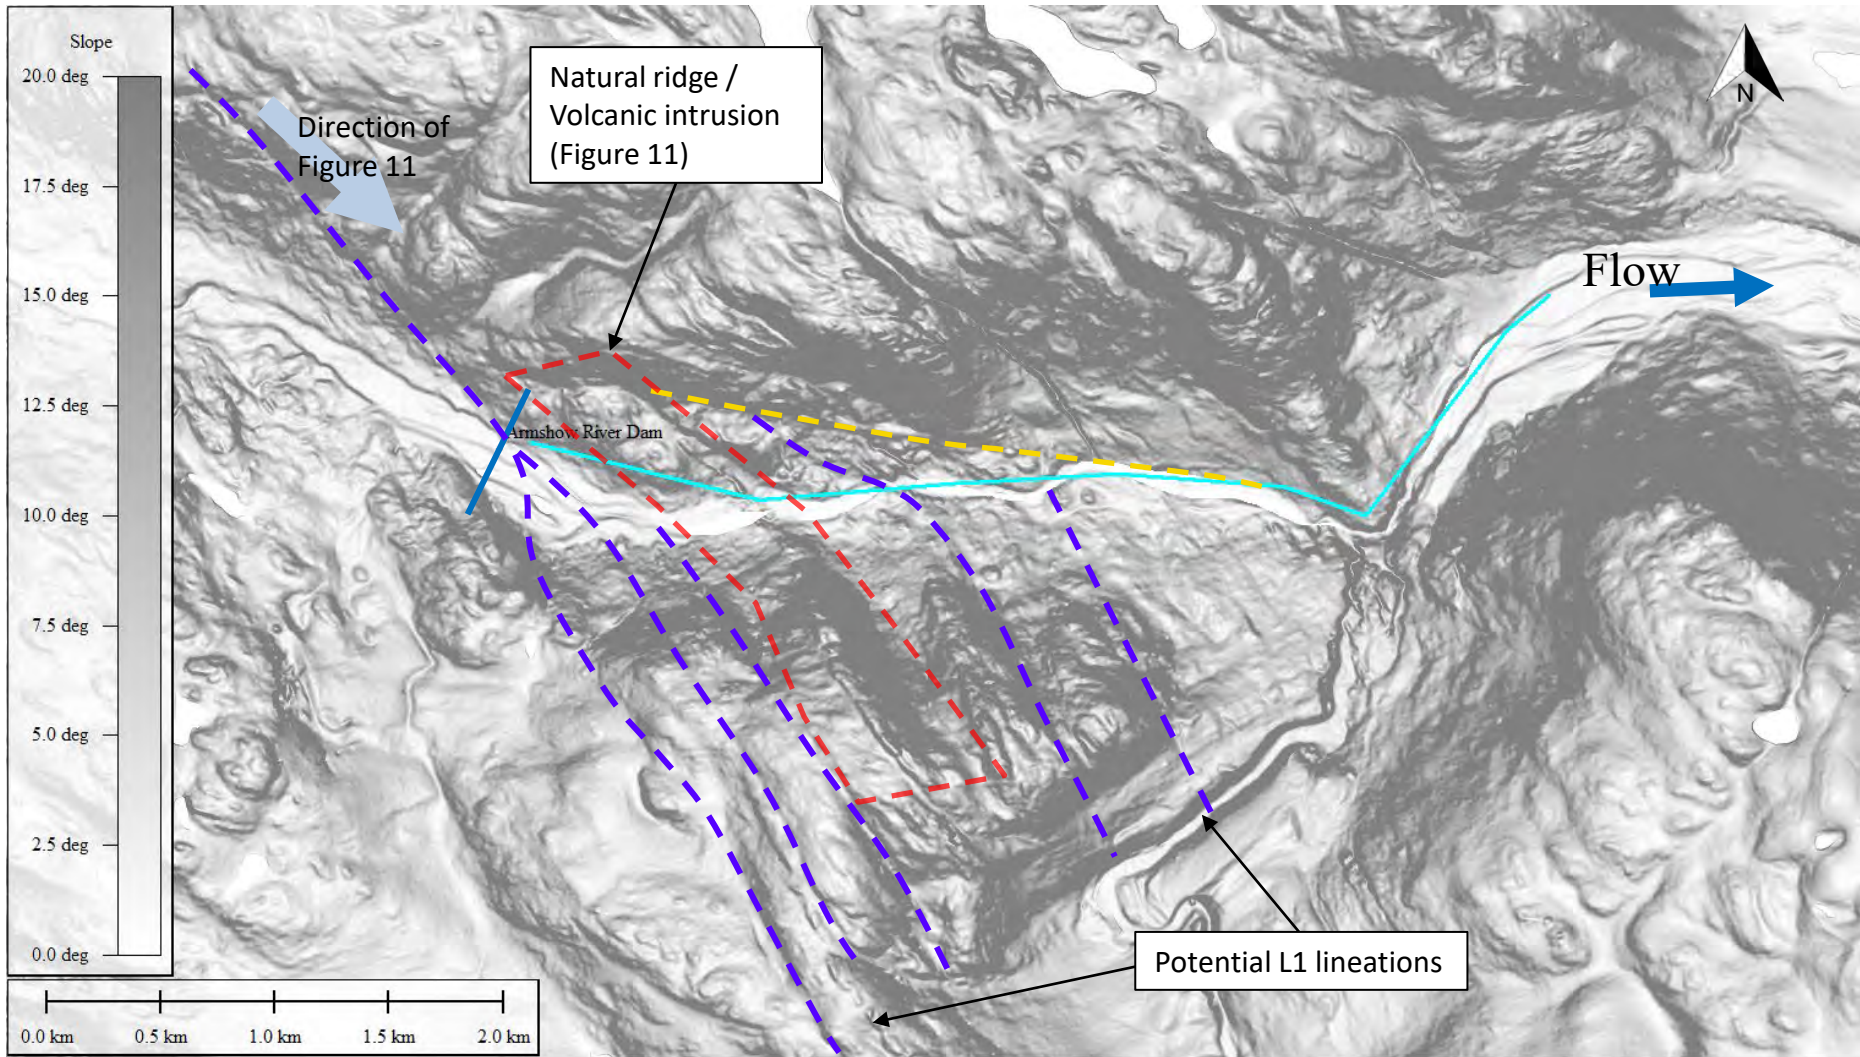 Slope
20.0 deg
17.5 deg
15.0 deg
12.5 deg
10.0 deg
7.5 deg
5.0 deg
2.5 deg
0.0 deg
Direction of
Figure 11
Natural ridge /
Volcanic intrusion
(Figure 11)
N
Flow
Armshow River Dam
Potential L1 lineations
0.0 km
0.5 km
1.0 km
1.5 km
2.0 km